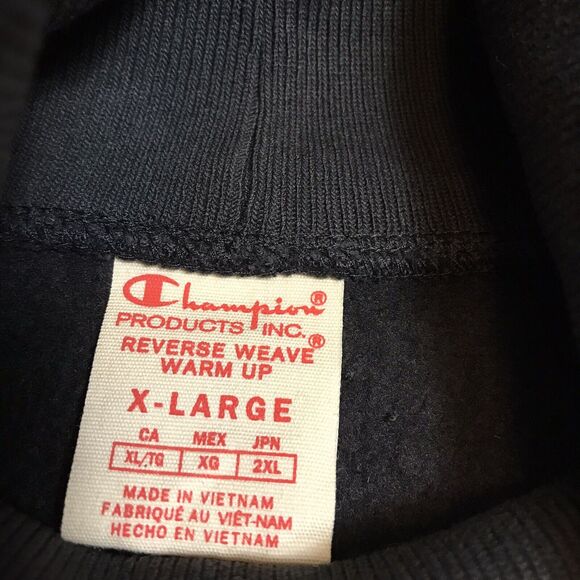 Champion®
PRODUCTS INC.
REVERSE WEAVE®
WARM UP
X-LARGE
CA MEX JPN
XL/TG XG 2XL
MADE IN VIETNAM
FABRIQUÉ AU VIÊT-NAM
HECHO EN VIETNAM